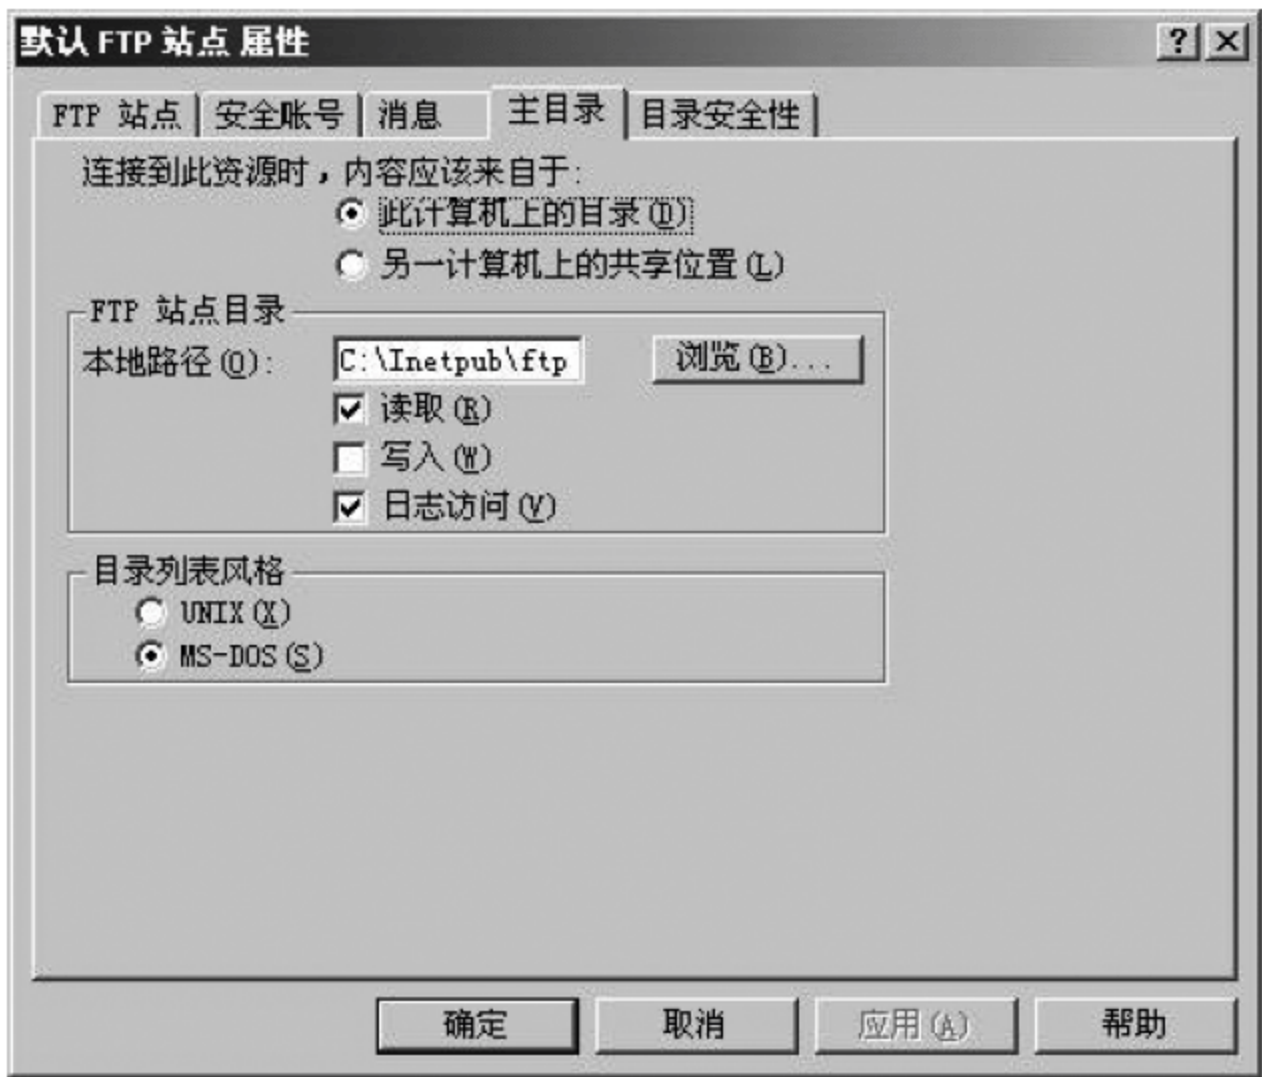 默认 FTP 站点 属性
FTP 站点 安全账号 消息 主目录 目录安全性
连接到此资源时，内容应该来自于:
此计算机上的目录(D)
另一计算机上的共享位置(L)
FTP 站点目录
本地路径(O): C:\Inetpub\ftp 浏览(B)...
读取(R)
写入(W)
日志访问(V)
目录列表风格
UNIX(X)
MS-DOS(S)
确定 取消 应用(A) 帮助